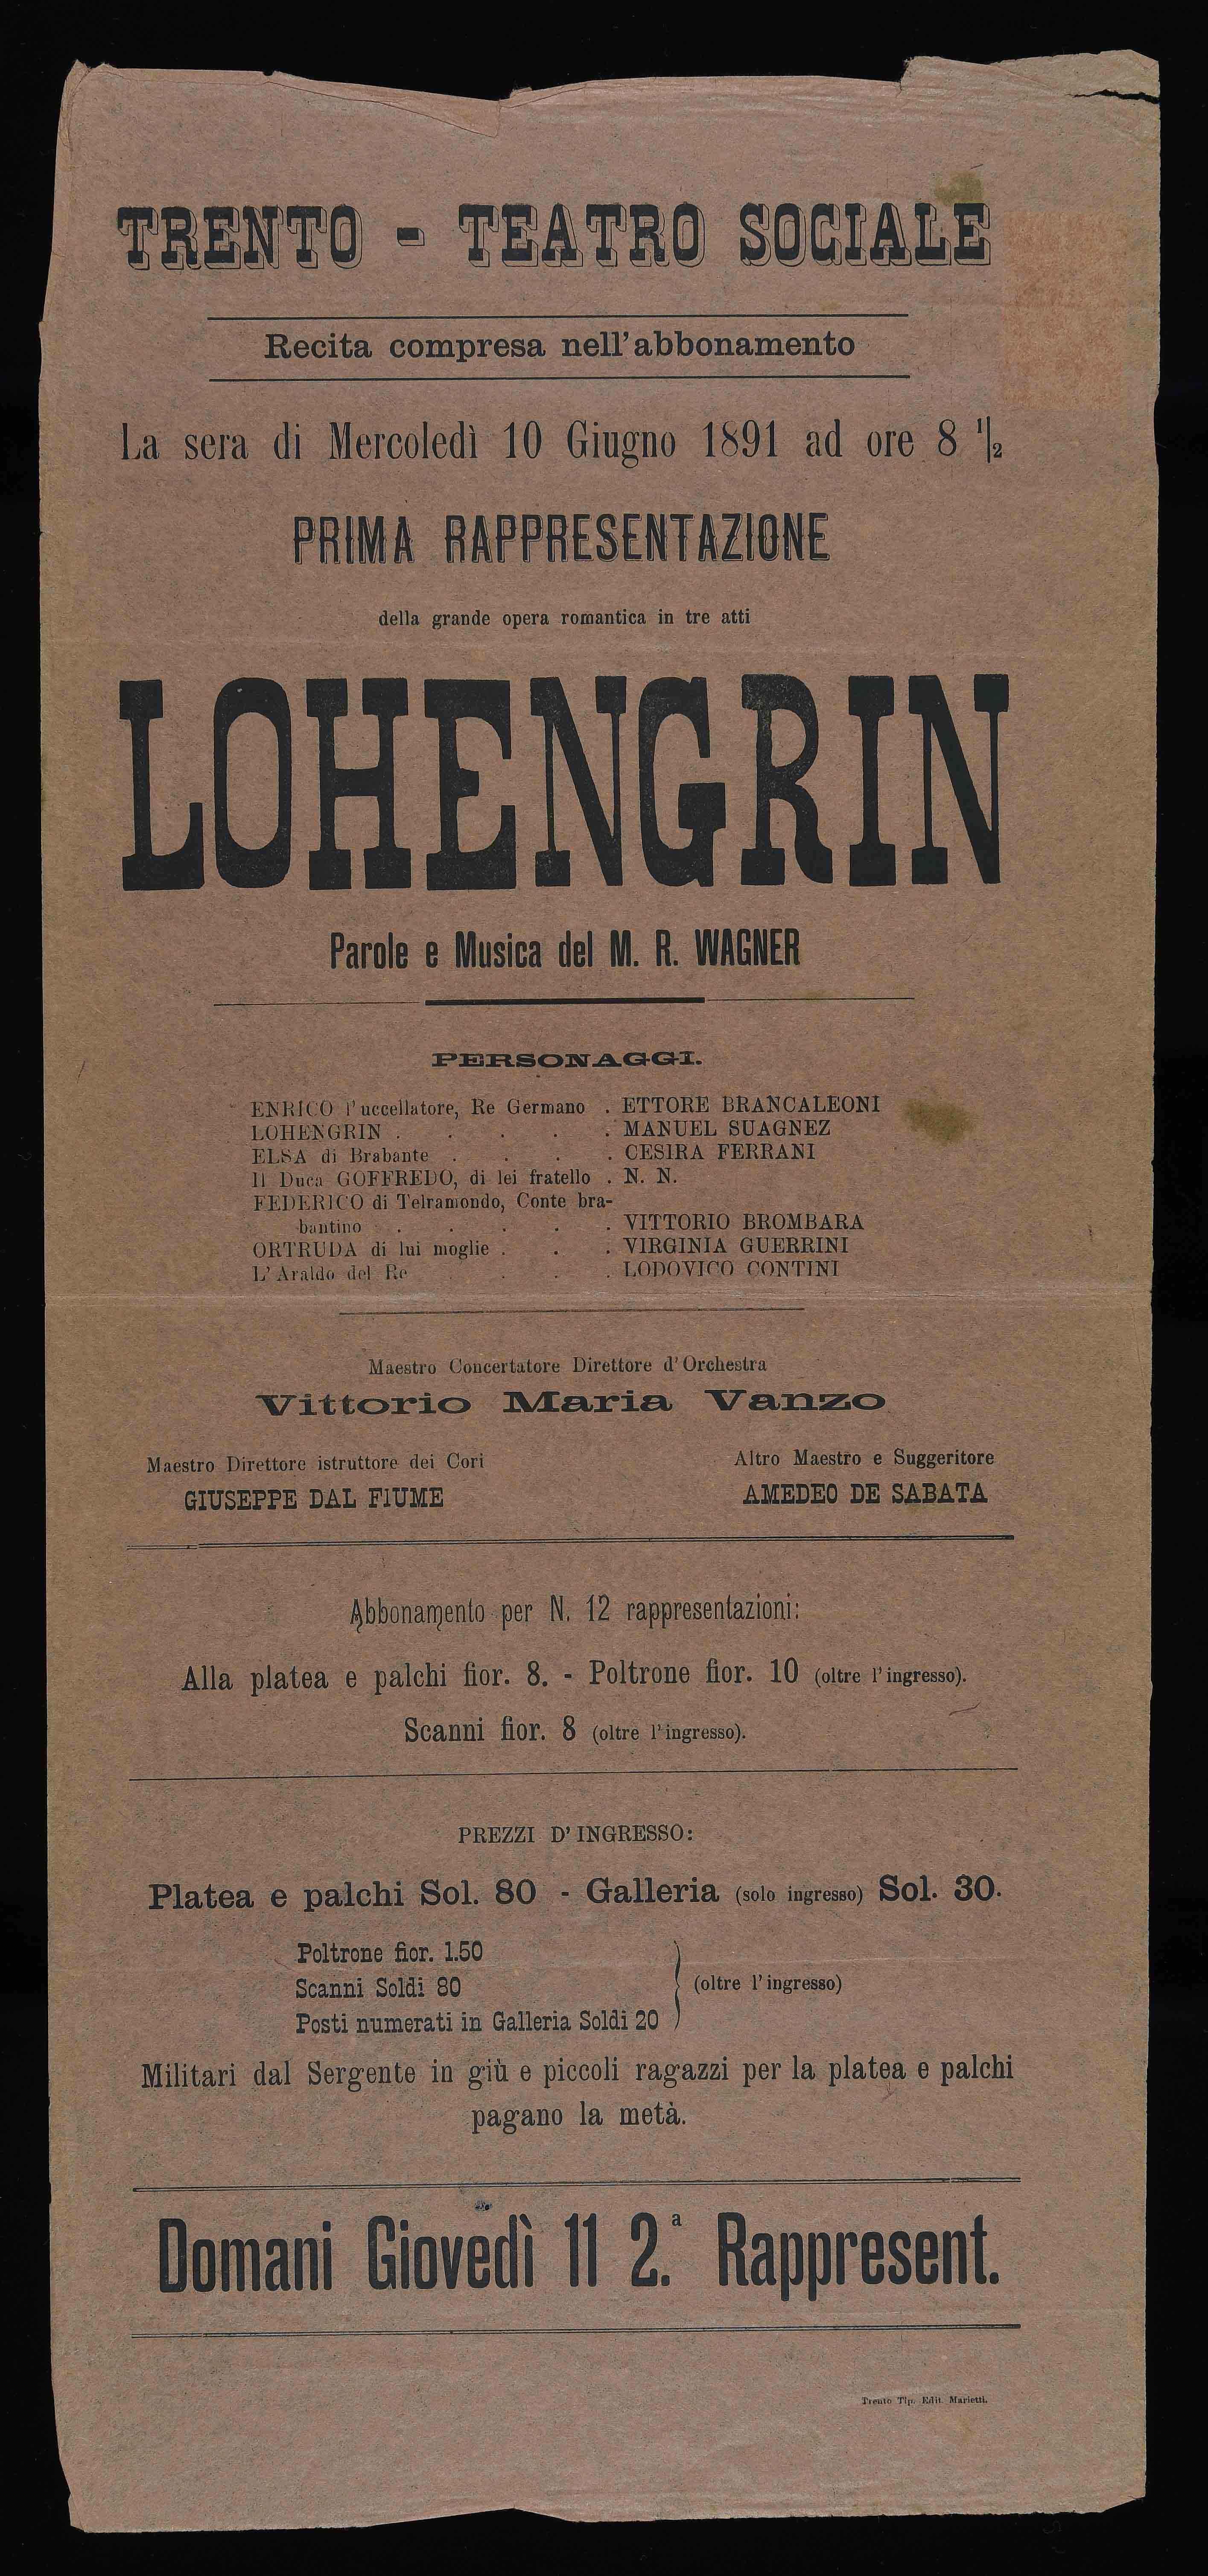 TRENTO - TEATRO SOCIALE
Recita compresa nell'abbonamento
La sera di Mercoledì 10 Giugno 1891 ad ore 8 1/2
PRIMA RAPPRESENTAZIONE
della grande opera romantica in tre atti
LOHENGRIN
Parole e Musica del M. R. WAGNER
PERSONAGGI.
ENRICO l'uccellatore, Re Germano . ETTORE BRANCALEONI
LOHENGRIN . . . . . MANUEL SUAGNEZ
ELSA di Brabante . . . . CESIRA FERRANI
Il Duca GOFFREDO, di lei fratello . N. N.
FEDERICO di Telramondo, Conte bra-
bantino . . . . . VITTORIO BROMBARA
ORTRUDA di lui moglie . . . VIRGINIA GUERRINI
L'Araldo del Re . . . LODOVICO CONTINI
Maestro Concertatore Direttore d'Orchestra
Vittorio Maria Vanzo
Maestro Direttore istruttore dei Cori
GIUSEPPE DAL FIUME
Altro Maestro e Suggeritore
AMEDEO DE SABATA
Abbonamento per N. 12 rappresentazioni:
Alla platea e palchi fior. 8. - Poltrone fior. 10 (oltre l'ingresso).
Scanni fior. 8 (oltre l'ingresso).
PREZZI D'INGRESSO:
Platea e palchi Sol. 80 - Galleria (solo ingresso) Sol. 30.
Poltrone fior. 1.50
Scanni Soldi 80
Posti numerati in Galleria Soldi 20
(oltre l'ingresso)
Militari dal Sergente in giù e piccoli ragazzi per la platea e palchi
pagano la metà.
Domani Giovedì 11 2.ª Rappresent.
Trento Tip. Edit. Marietti.